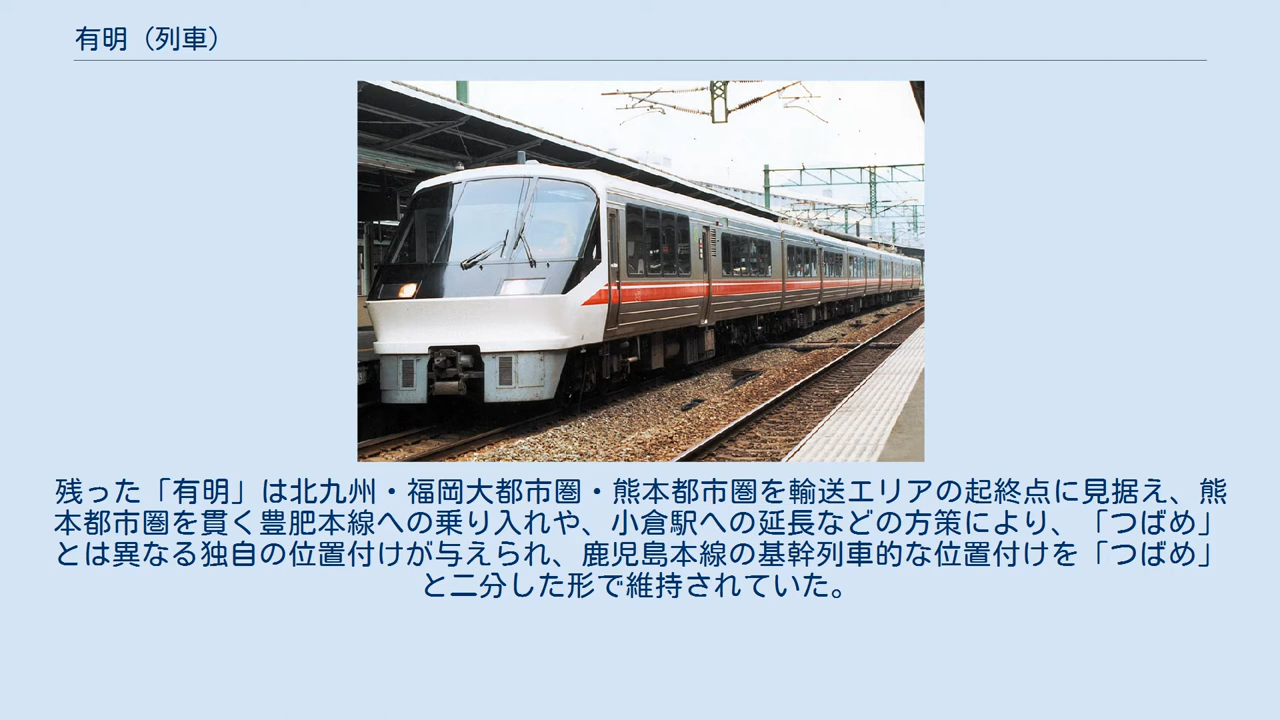 有明（列車）
残った「有明」は北九州・福岡大都市圏・熊本都市圏を輸送エリアの起終点に見据え、熊
本都市圏を貫く豊肥本線への乗り入れや、小倉駅への延長などの方策により、「つばめ」
とは異なる独自の位置付けが与えられ、鹿児島本線の基幹列車的な位置付けを「つばめ」
と二分した形で維持されていた。